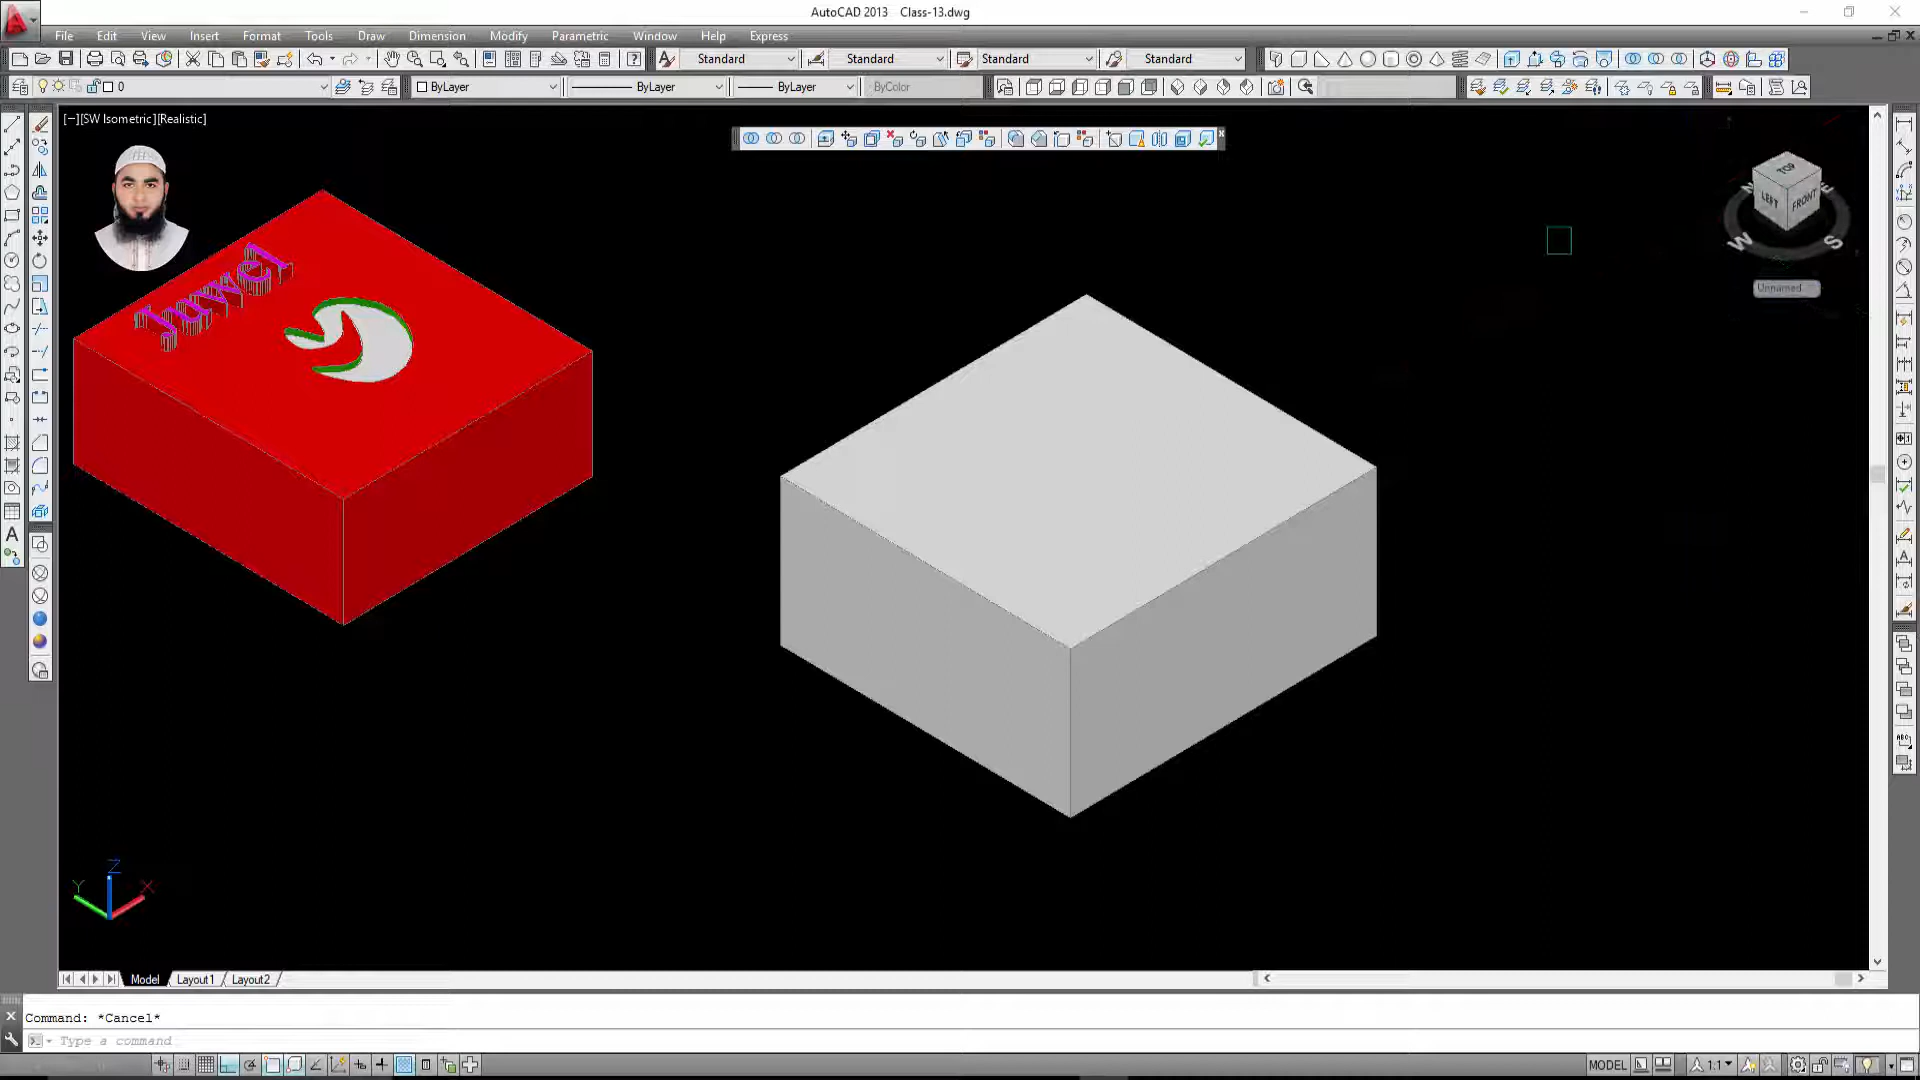 AutoCAD 2013 Class-13.dwg
File Edit View Insert Format Tools Draw Dimension Modify Parametric Window Help Express
Standard Standard Standard Standard
0 ByLayer ByLayer ByLayer ByColor
[−][SW Isometric][Realistic]
TOP
LEFT FRONT
N E
W S
Unnamed
Juwel
Z
Y X
Model Layout1 Layout2
Command: *Cancel*
Type a command
MODEL 1:1